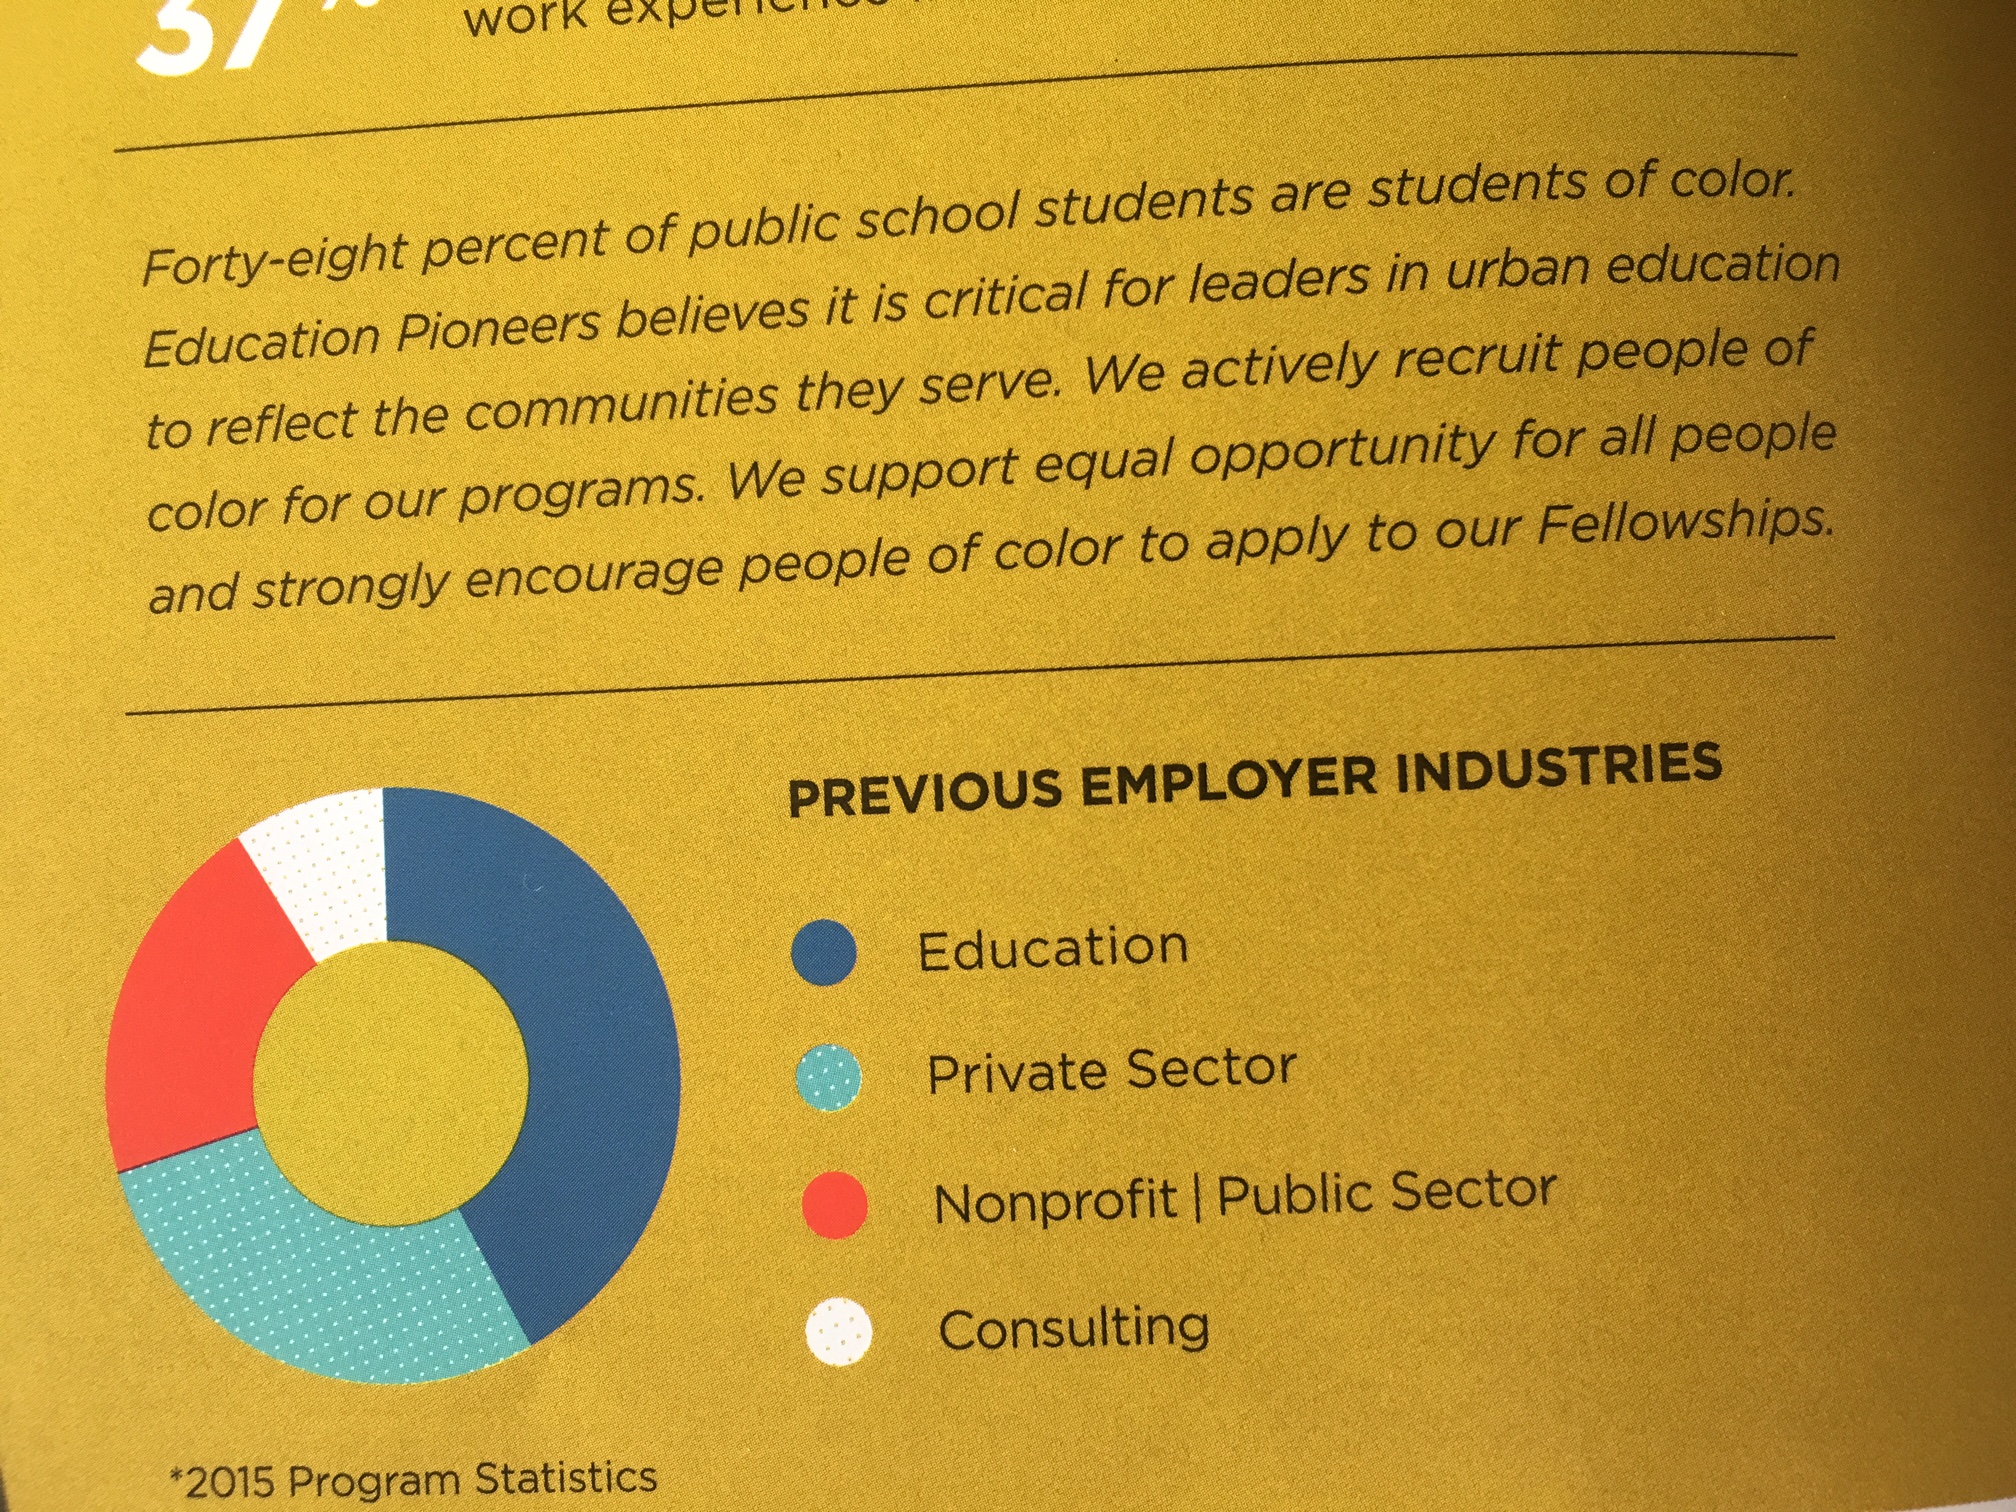 37%
work experience
Forty-eight percent of public school students are students of color.
Education Pioneers believes it is critical for leaders in urban education
to reflect the communities they serve. We actively recruit people of
color for our programs. We support equal opportunity for all people
and strongly encourage people of color to apply to our Fellowships.
PREVIOUS EMPLOYER INDUSTRIES
Education
Private Sector
Nonprofit | Public Sector
Consulting
*2015 Program Statistics